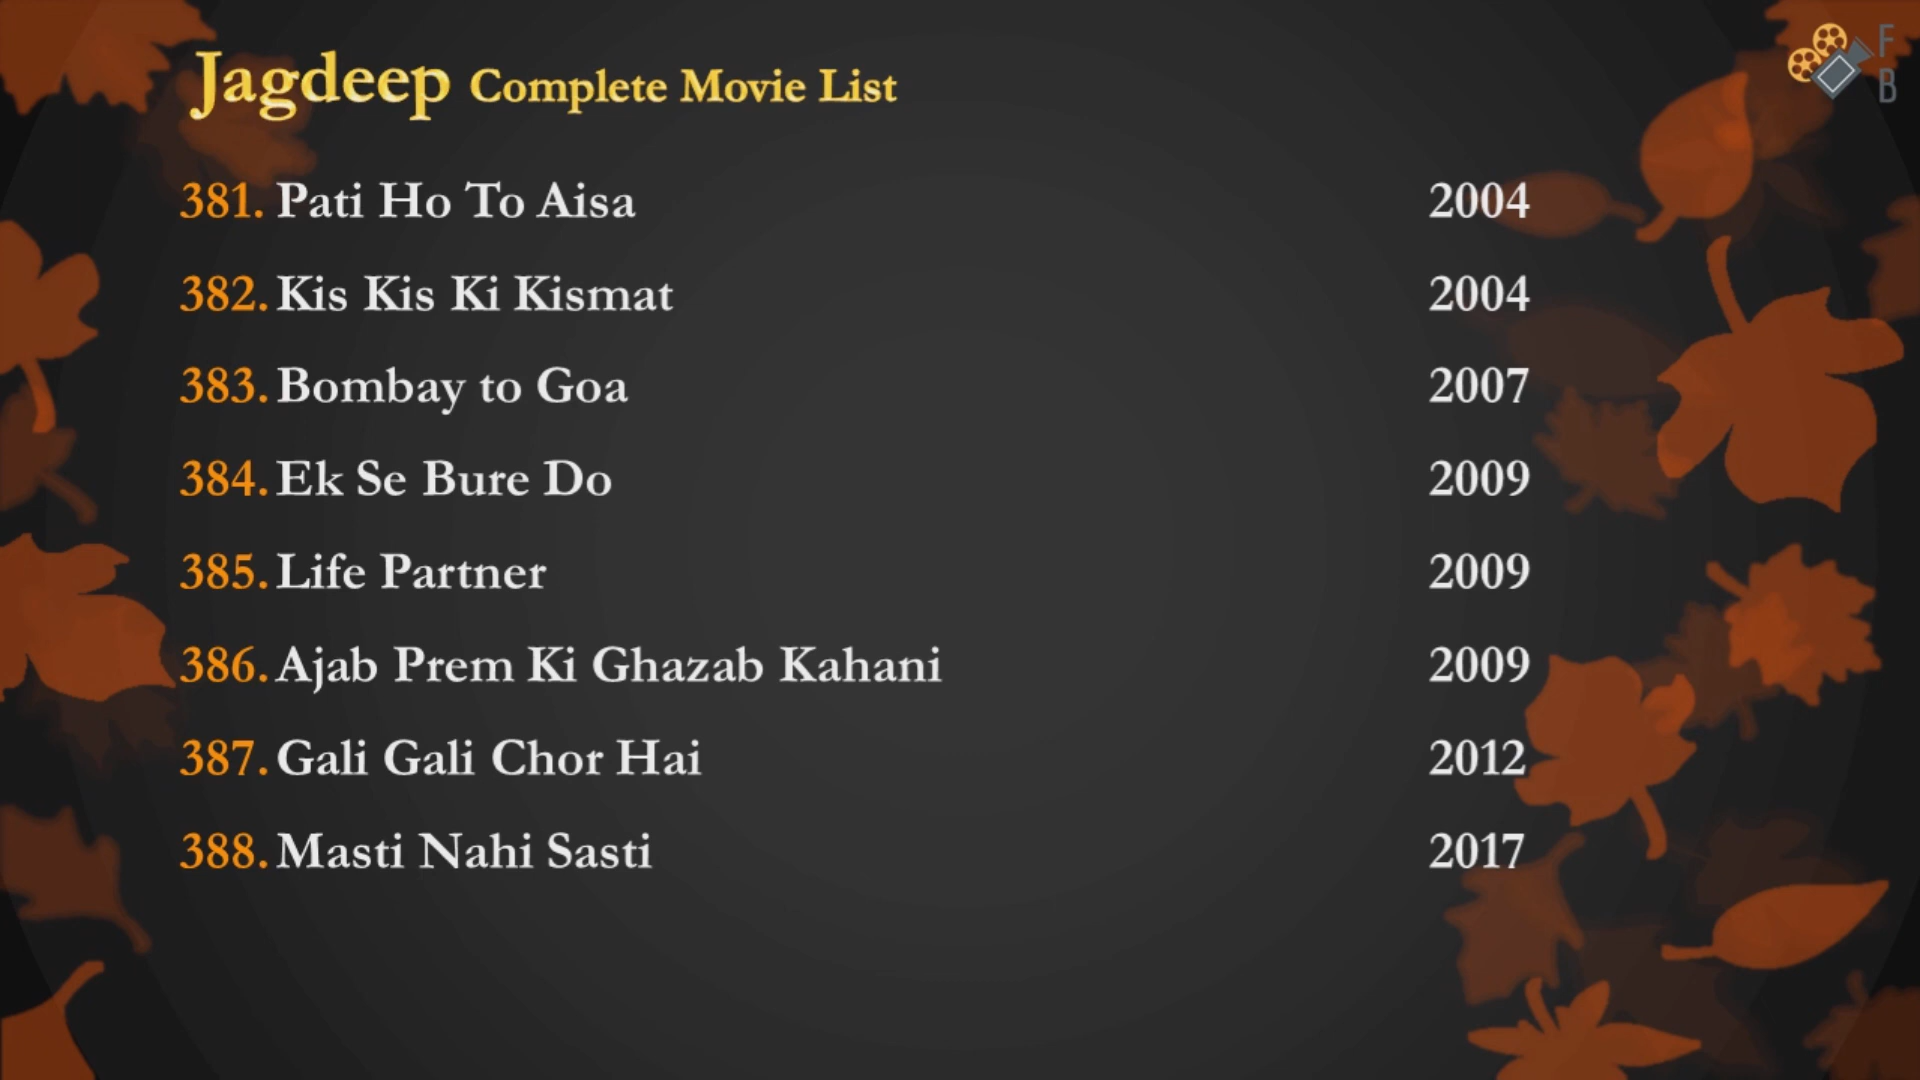 Jagdeep Complete Movie List
F
B
381. Pati Ho To Aisa 2004
382. Kis Kis Ki Kismat 2004
383. Bombay to Goa 2007
384. Ek Se Bure Do 2009
385. Life Partner 2009
386. Ajab Prem Ki Ghazab Kahani 2009
387. Gali Gali Chor Hai 2012
388. Masti Nahi Sasti 2017